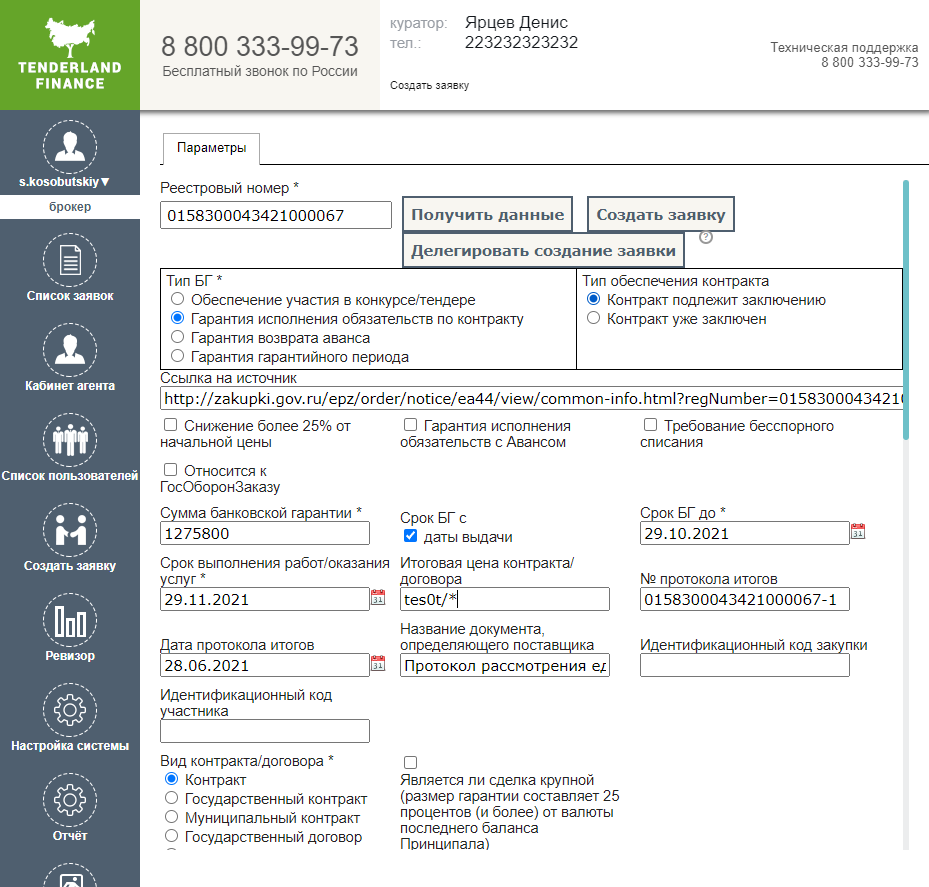 TENDERLAND
FINANCE
8 800 333-99-73
Бесплатный звонок по России
куратор: Ярцев Денис
тел.: 223232323232
Создать заявку
Техническая поддержка
8 800 333-99-73
s.kosobutskiy▼
брокер
Список заявок
Кабинет агента
Список пользователей
Создать заявку
Ревизор
Настройка системы
Отчёт
Параметры
Реестровый номер *
0158300043421000067
Получить данные
Создать заявку
Делегировать создание заявки
?
Тип БГ *
Обеспечение участия в конкурсе/тендере
Гарантия исполнения обязательств по контракту
Гарантия возврата аванса
Гарантия гарантийного периода
Тип обеспечения контракта
Контракт подлежит заключению
Контракт уже заключен
Ссылка на источник
http://zakupki.gov.ru/epz/order/notice/ea44/view/common-info.html?regNumber=01583000434210
Снижение более 25% от
начальной цены
Гарантия исполнения
обязательств с Авансом
Требование бесспорного
списания
Относится к
ГосОборонЗаказу
Сумма банковской гарантии *
1275800
Срок БГ с
даты выдачи
Срок БГ до *
29.10.2021
31
Срок выполнения работ/оказания
услуг *
29.11.2021
31
Итоговая цена контракта/
договора
tes0t/*
№ протокола итогов
0158300043421000067-1
Дата протокола итогов
28.06.2021
31
Название документа,
определяющего поставщика
Протокол рассмотрения ед
Идентификационный код закупки
Идентификационный код
участника
Вид контракта/договора *
Контракт
Государственный контракт
Муниципальный контракт
Государственный договор
Является ли сделка крупной
(размер гарантии составляет 25
процентов (и более) от валюты
последнего баланса
Принципала)